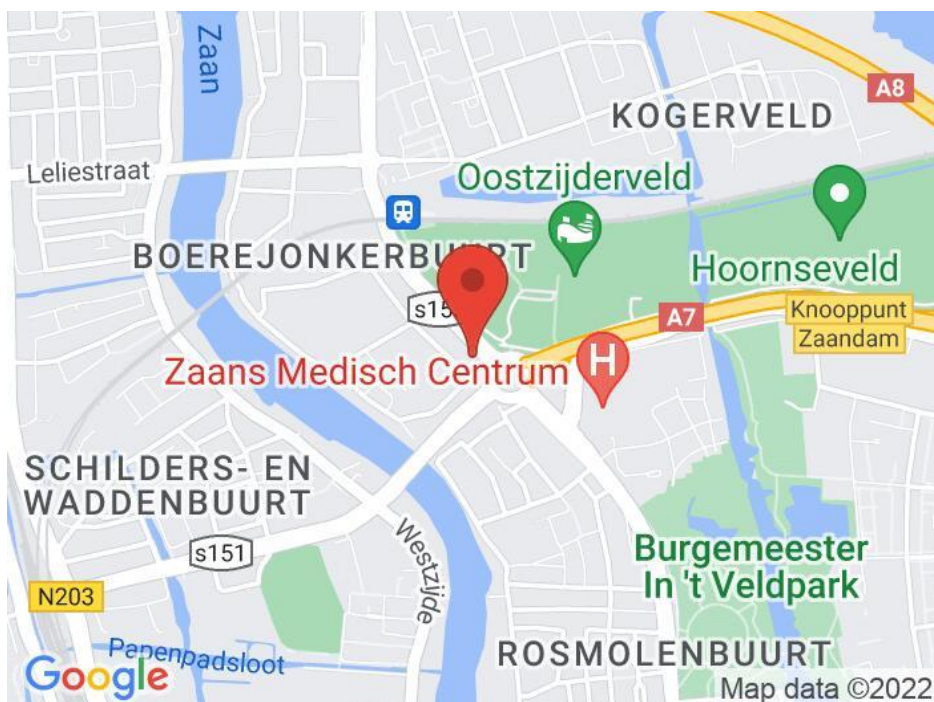 Zaan
A8
KOGERVELD
Leliestraat
Oostzijderveld
BOEREJONKERBUURT
Hoornseveld
s15
A7
Knooppunt
Zaandam
Zaans Medisch Centrum
H
SCHILDERS- EN
WADDENBUURT
s151
Westzijde
Burgemeester
In 't Veldpark
N203
Papenpadsloot
ROSMOLENBUURT
Google
Map data ©2022